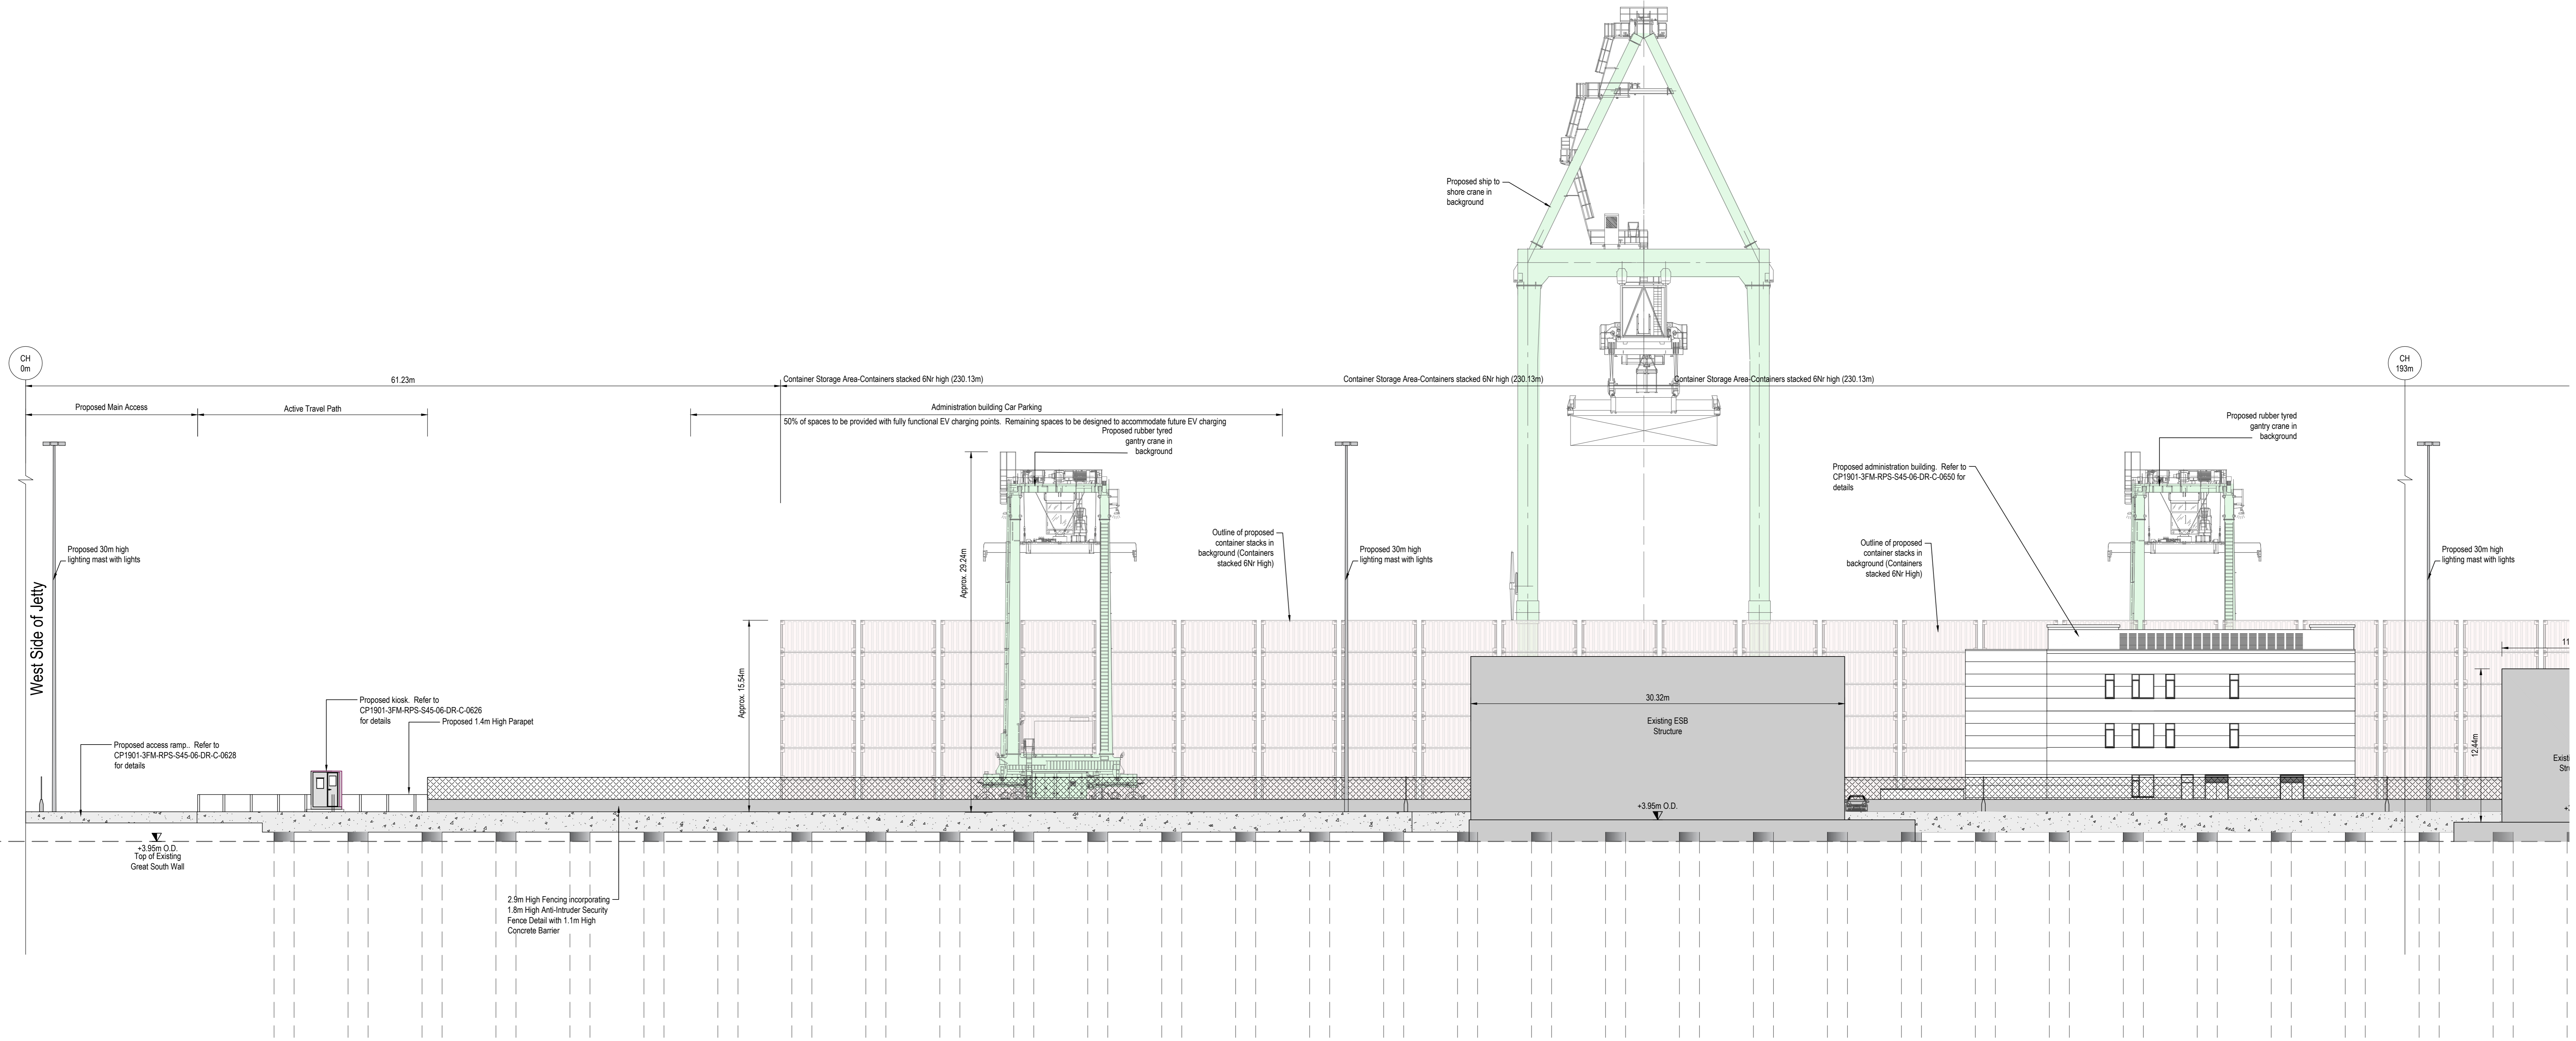 Proposed ship to
shore crane in
background
CH
0m
CH
193m
61.23m
Container Storage Area-Containers stacked 6Nr high (230.13m)
Container Storage Area-Containers stacked 6Nr high (230.13m)
Container Storage Area-Containers stacked 6Nr high (230.13m)
Proposed Main Access
Active Travel Path
Administration building Car Parking
50% of spaces to be provided with fully functional EV charging points. Remaining spaces to be designed to accommodate future EV charging
Proposed rubber tyred
gantry crane in
background
Proposed rubber tyred
gantry crane in
background
Proposed administration building. Refer to
CP1901-3FM-RPS-S45-06-DR-C-0650 for
details
Proposed 30m high
lighting mast with lights
Approx. 29.24m
Outline of proposed
container stacks in
background (Containers
stacked 6Nr High)
Proposed 30m high
lighting mast with lights
Outline of proposed
container stacks in
background (Containers
stacked 6Nr High)
Proposed 30m high
lighting mast with lights
West Side of Jetty
Approx. 15.54m
11
30.32m
Existing ESB
Structure
12.44m
Existi
Stru
Proposed kiosk. Refer to
CP1901-3FM-RPS-S45-06-DR-C-0626
for details
Proposed 1.4m High Parapet
Proposed access ramp.. Refer to
CP1901-3FM-RPS-S45-06-DR-C-0628
for details
+3.95m O.D.
+3.95m O.D.
Top of Existing
Great South Wall
2.9m High Fencing incorporating
1.8m High Anti-Intruder Security
Fence Detail with 1.1m High
Concrete Barrier